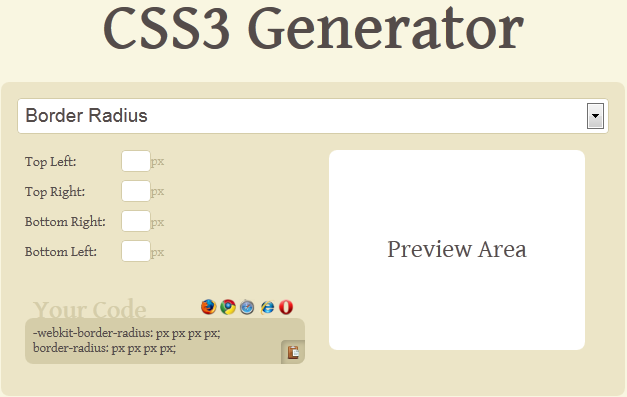 CSS3 Generator
Border Radius
Top Left: px
Top Right: px
Bottom Right: px
Bottom Left: px
Preview Area
Your Code
-webkit-border-radius: px px px px;
border-radius: px px px px;